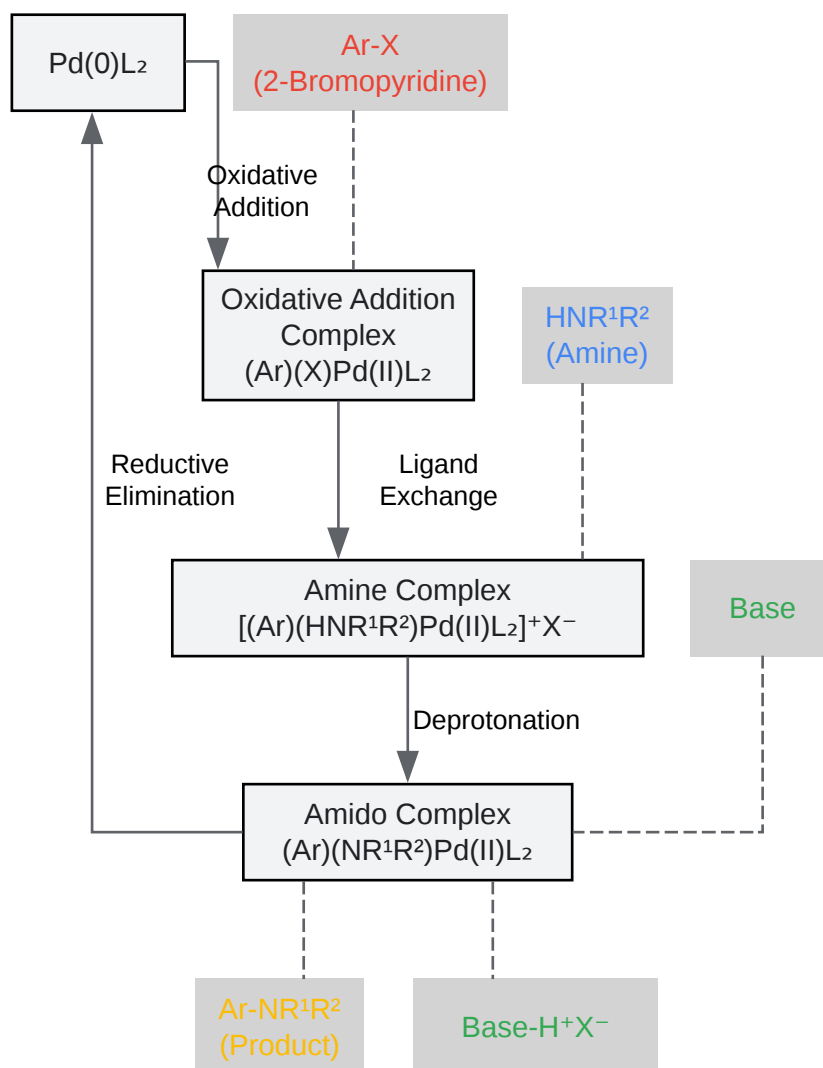 Pd(0)L₂
Ar-X
(2-Bromopyridine)
Oxidative
Addition
Oxidative Addition
Complex
(Ar)(X)Pd(II)L₂
HNR¹R²
(Amine)
Reductive
Elimination
Ligand
Exchange
Amine Complex
[(Ar)(HNR¹R²)Pd(II)L₂]⁺X⁻
Base
Deprotonation
Amido Complex
(Ar)(NR¹R²)Pd(II)L₂
Ar-NR¹R²
(Product)
Base-H⁺X⁻